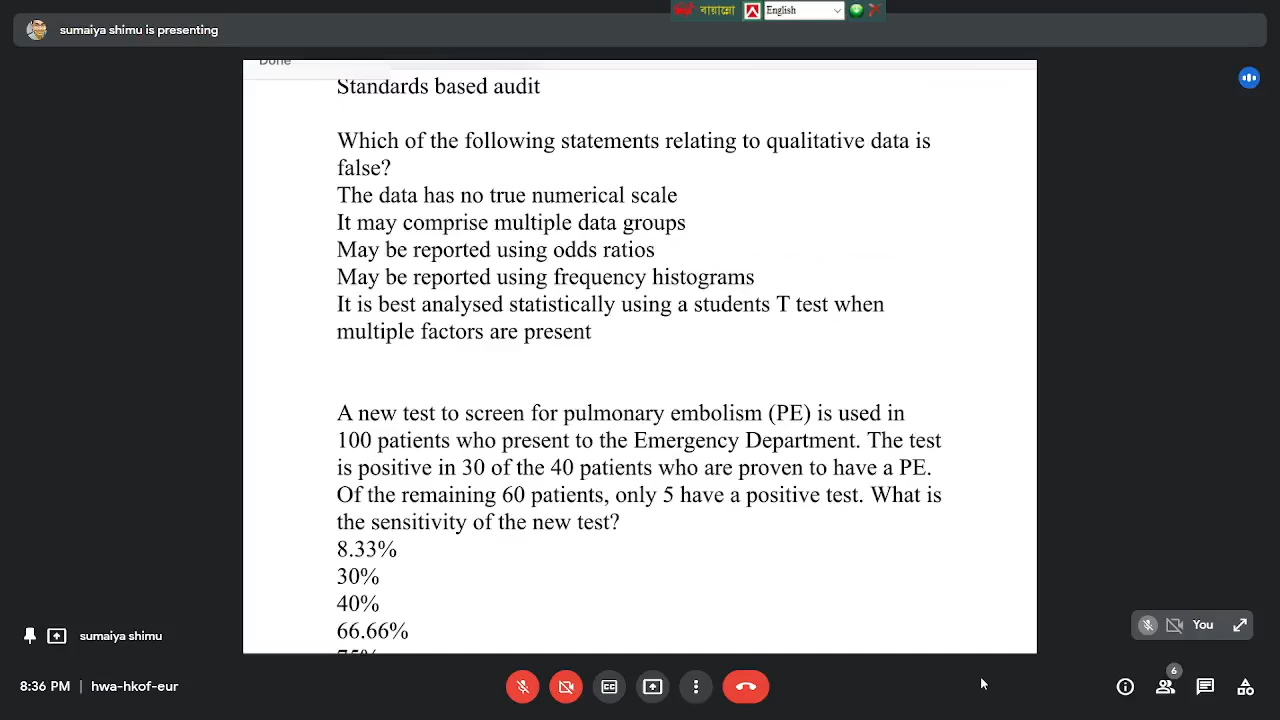 বায়ান্নো English
sumaiya shimu is presenting
Done
Standards based audit
Which of the following statements relating to qualitative data is
false?
The data has no true numerical scale
It may comprise multiple data groups
May be reported using odds ratios
May be reported using frequency histograms
It is best analysed statistically using a students T test when
multiple factors are present
A new test to screen for pulmonary embolism (PE) is used in
100 patients who present to the Emergency Department. The test
is positive in 30 of the 40 patients who are proven to have a PE.
Of the remaining 60 patients, only 5 have a positive test. What is
the sensitivity of the new test?
8.33%
30%
40%
66.66%
75%
sumaiya shimu
You
8:36 PM | hwa-hkof-eur
6